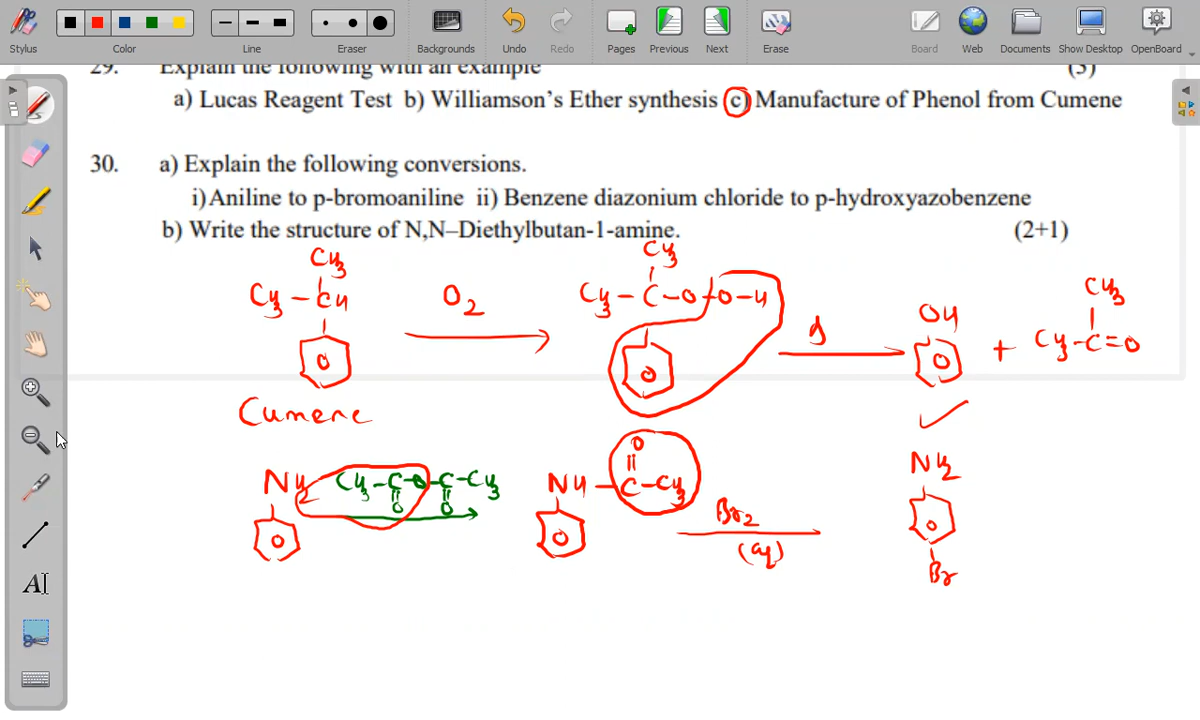 Stylus Color Line Eraser Backgrounds Undo Redo Pages Previous Next Erase Board Web Documents Show Desktop OpenBoard
29. Explain the following with an example (3)
a) Lucas Reagent Test b) Williamson's Ether synthesis c) Manufacture of Phenol from Cumene
30. a) Explain the following conversions.
i) Aniline to p-bromoaniline ii) Benzene diazonium chloride to p-hydroxyazobenzene
b) Write the structure of N,N–Diethylbutan-1-amine. (2+1)
CH3 CH3 CH3
CH3 - CH O2 CH3 - C - O - O - H Δ OH + CH3 - C = O
Cumene
O
NH2 CH3 - C - O - C - CH3 NH - C - CH3 NH2
O O Br2
(aq)
Br
AI